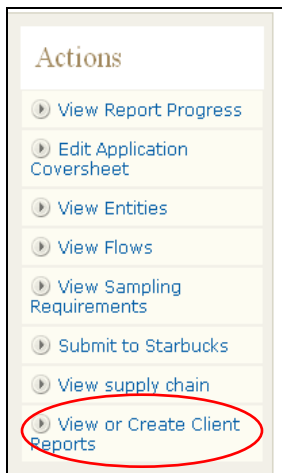 Actions
View Report Progress
Edit Application
Coversheet
View Entities
View Flows
View Sampling
Requirements
Submit to Starbucks
View supply chain
View or Create Client
Reports